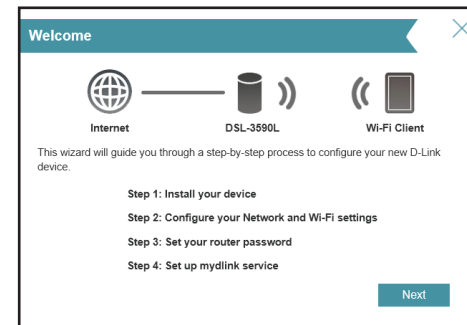 Welcome
Internet
DSL-3590L
Wi-Fi Client
This wizard will guide you through a step-by-step process to configure your new D-Link
device.
Step 1: Install your device
Step 2: Configure your Network and Wi-Fi settings
Step 3: Set your router password
Step 4: Set up mydlink service
Next